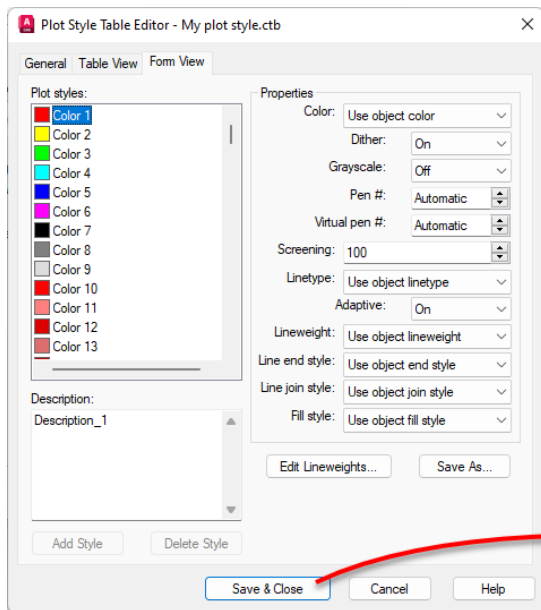 Plot Style Table Editor - My plot style.ctb
General Table View Form View
Plot styles:
Color 1
Color 2
Color 3
Color 4
Color 5
Color 6
Color 7
Color 8
Color 9
Color 10
Color 11
Color 12
Color 13
Description:
Description_1
Add Style Delete Style
Properties
Color: Use object color
Dither: On
Grayscale: Off
Pen #: Automatic
Virtual pen #: Automatic
Screening: 100
Linetype: Use object linetype
Adaptive: On
Lineweight: Use object lineweight
Line end style: Use object end style
Line join style: Use object join style
Fill style: Use object fill style
Edit Lineweights... Save As...
Save & Close Cancel Help